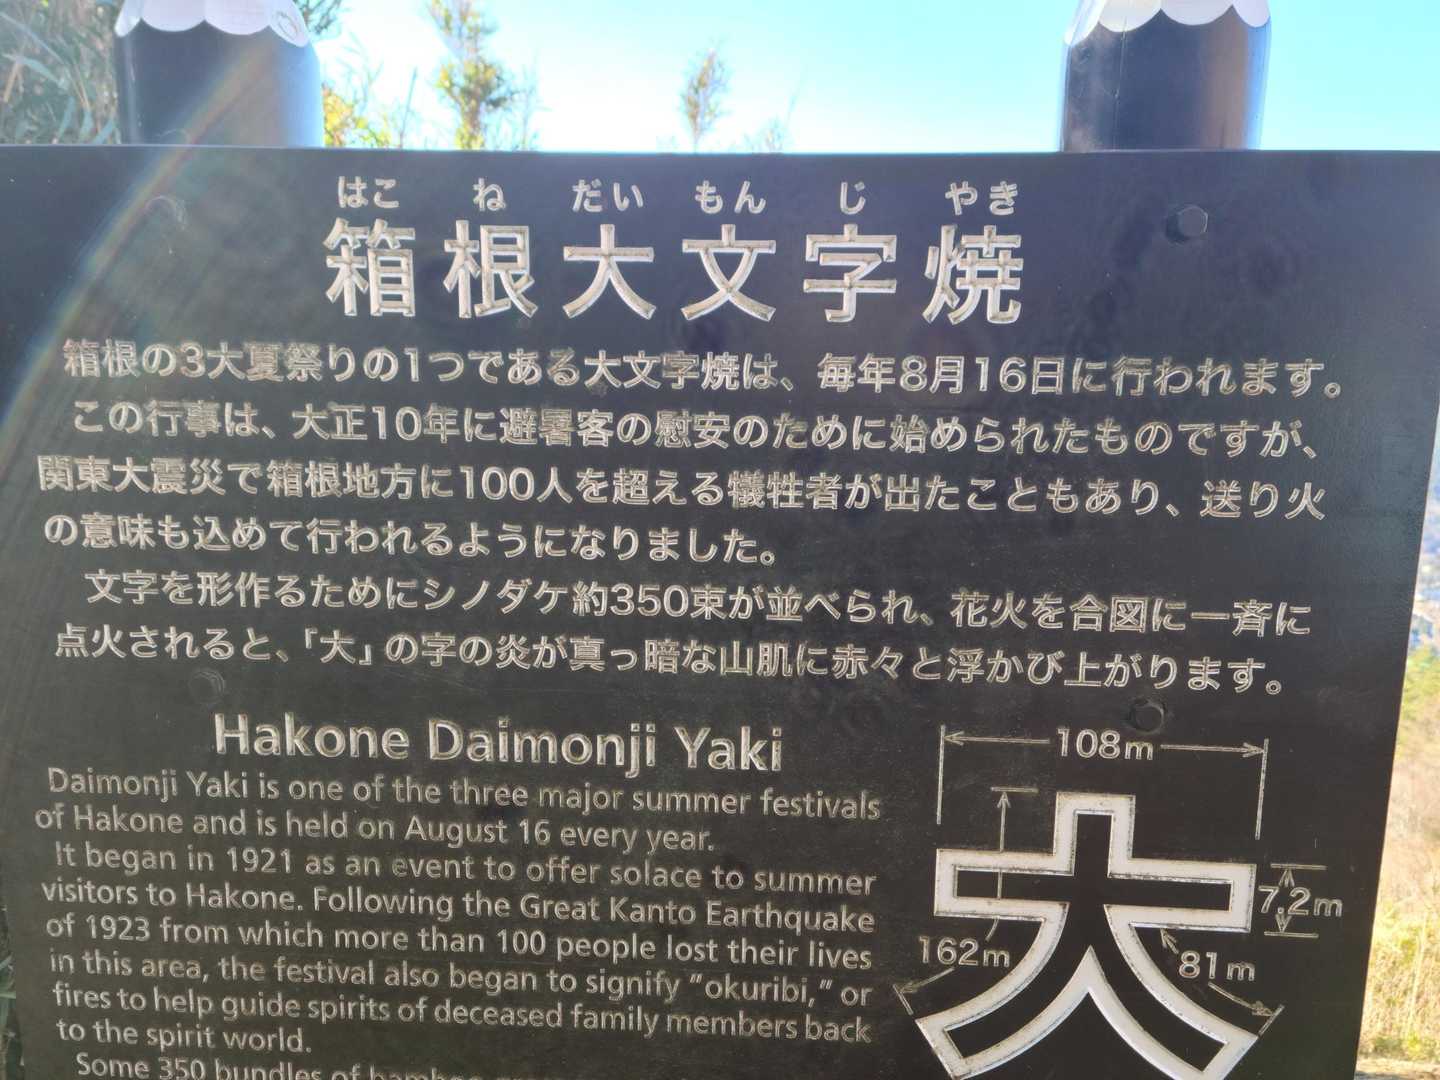 はこ ね だい もん じ やき
箱根大文字焼
箱根の3大夏祭りの1つである大文字焼は、毎年8月16日に行われます。
この行事は、大正10年に避暑客の慰安のために始められたものですが、
関東大震災で箱根地方に100人を超える犠牲者が出たこともあり、送り火
の意味も込めて行われるようになりました。
文字を形作るためにシノダケ約350束が並べられ、花火を合図に一斉に
点火されると、「大」の字の炎が真っ暗な山肌に赤々と浮かび上がります。
Hakone Daimonji Yaki
Daimonji Yaki is one of the three major summer festivals
of Hakone and is held on August 16 every year.
It began in 1921 as an event to offer solace to summer
visitors to Hakone. Following the Great Kanto Earthquake
of 1923 from which more than 100 people lost their lives
in this area, the festival also began to signify "okuribi," or
fires to help guide spirits of deceased family members back
to the spirit world.
Some 350 bundles of bamboo
108m
7.2m
162m
81m
大